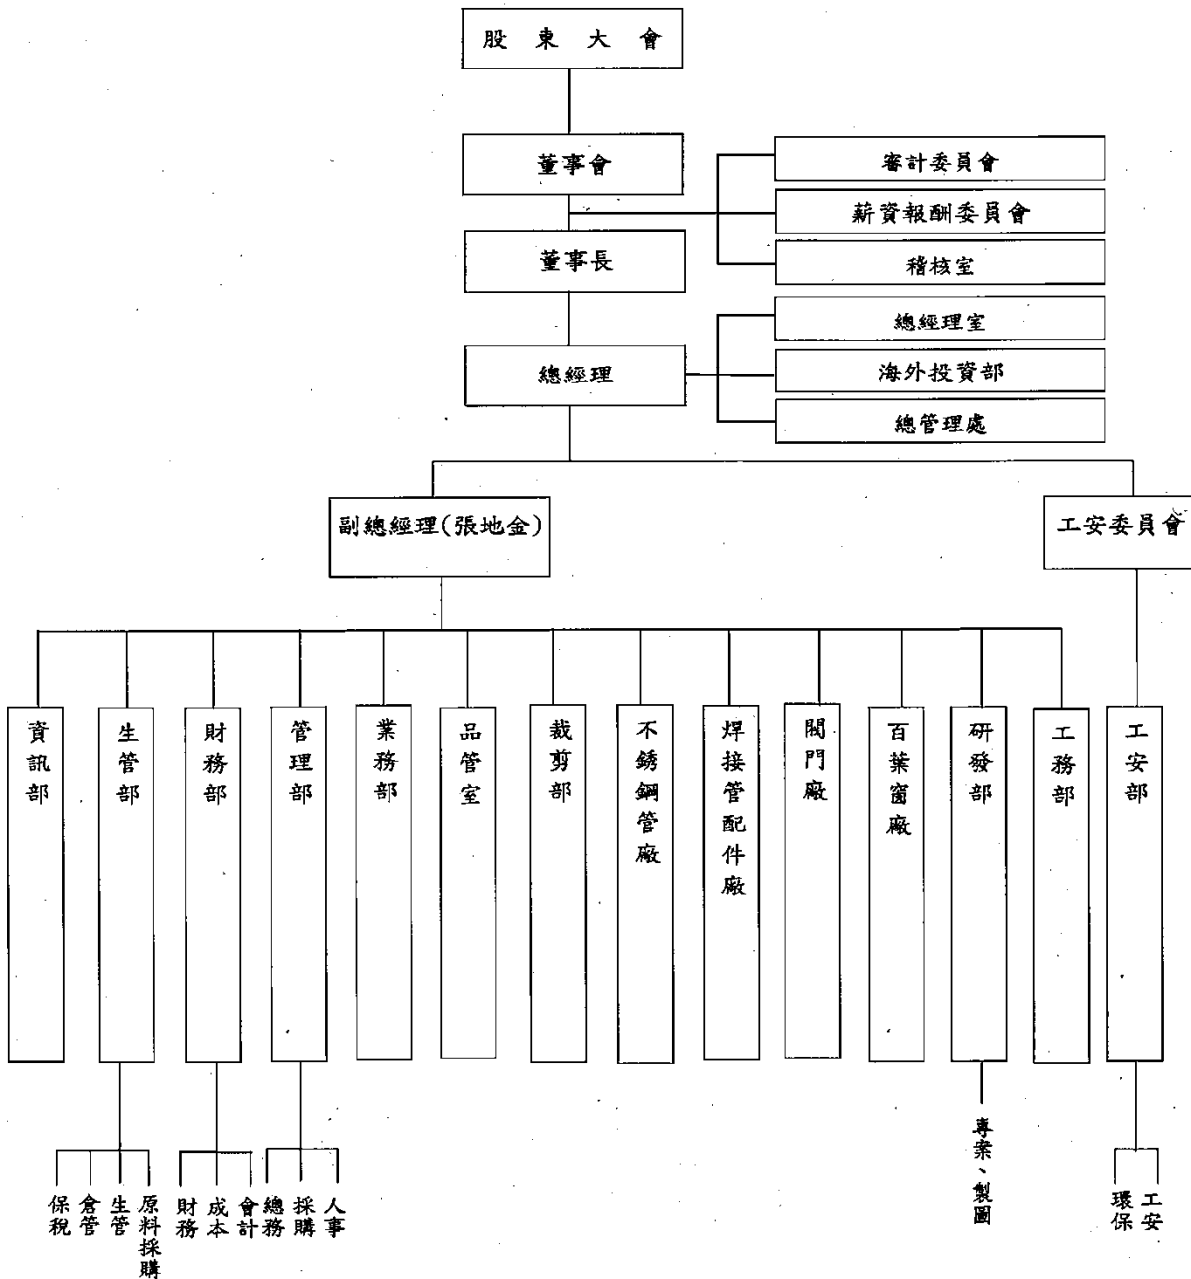 股東大會
董事會
審計委員會
薪資報酬委員會
董事長
稽核室
總經理室
總經理
海外投資部
總管理處
副總經理(張地金)
工安委員會
資訊部
生管部
財務部
管理部
業務部
品管室
裁剪部
不銹鋼管廠
焊接管配件廠
閥門廠
百葉窗廠
研發部
工務部
工安部
保稅
倉管
生管
原料採購
財務
成本
會計
總務
採購
人事
專案、製圖
環保
工安